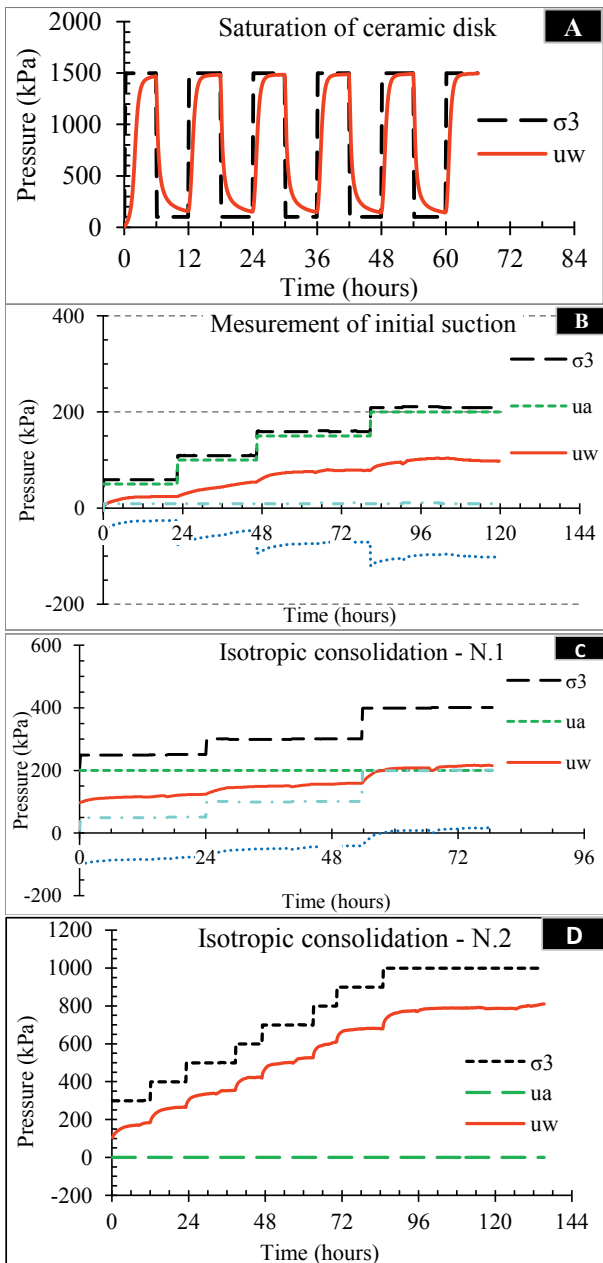 Saturation of ceramic disk
A
Pressure (kPa)
2000
1500
1000
500
0
σ3
uw
0 12 24 36 48 60 72 84
Time (hours)
Mesurement of initial suction
B
Pressure (kPa)
400
200
0
-200
σ3
ua
uw
0 24 48 72 96 120 144
Time (hours)
Isotropic consolidation - N.1
C
Pressure (kPa)
600
400
200
0
-200
σ3
ua
uw
0 24 48 72 96
Time (hours)
Isotropic consolidation - N.2
D
Pressure (kPa)
1200
1000
800
600
400
200
0
-200
σ3
ua
uw
0 24 48 72 96 120 144
Time (hours)